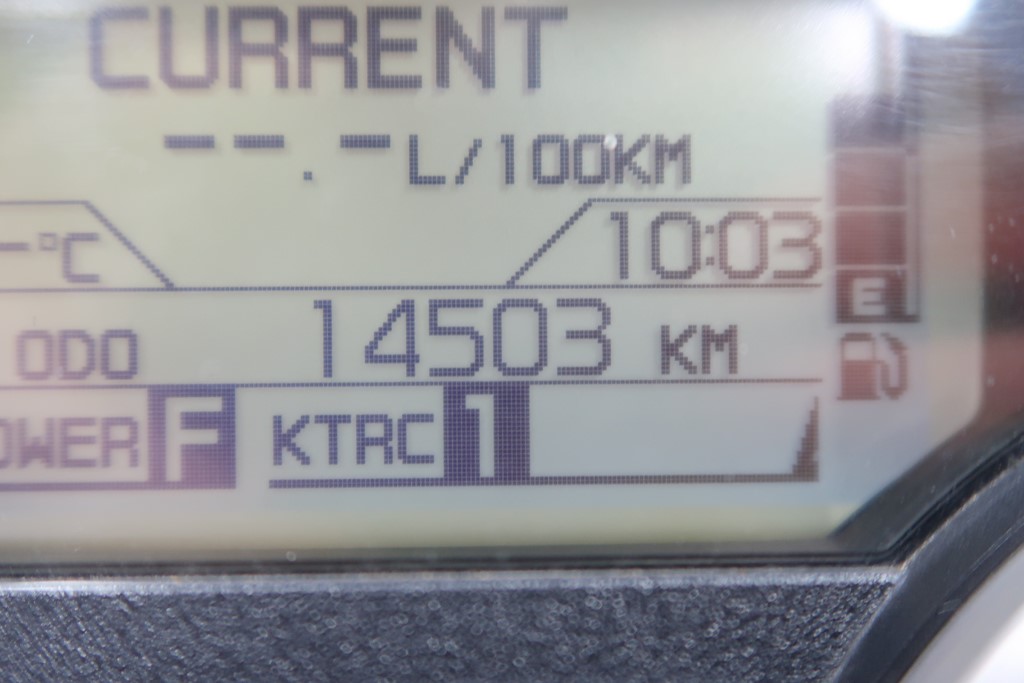 CURRENT
--.- L/100KM
-°C 10:03
E
ODO 14503 KM
OWER F KTRC 1